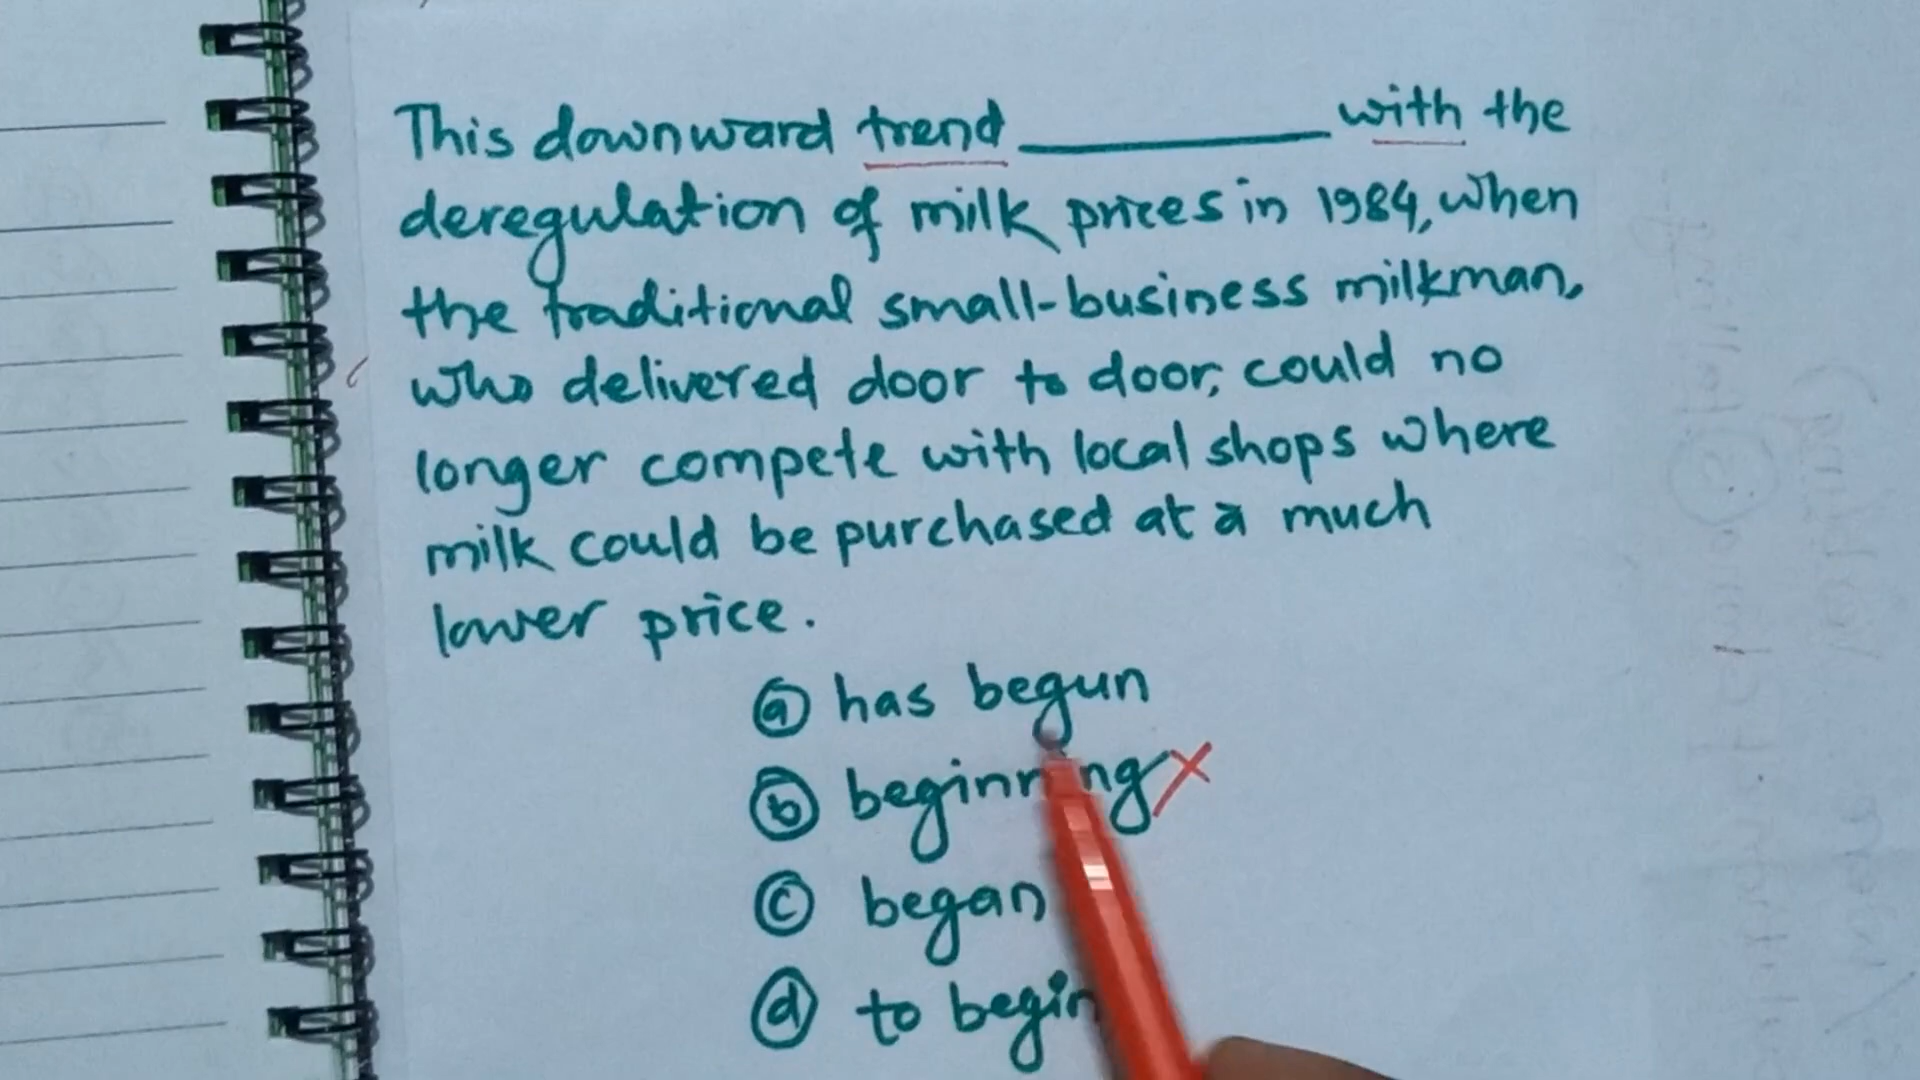 This downward trend __________ with the
deregulation of milk prices in 1984, when
the traditional small-business milkman,
who delivered door to door, could no
longer compete with local shops where
milk could be purchased at a much
lower price.
ⓐ has begun
ⓑ beginning ✗
ⓒ began
ⓓ to begin